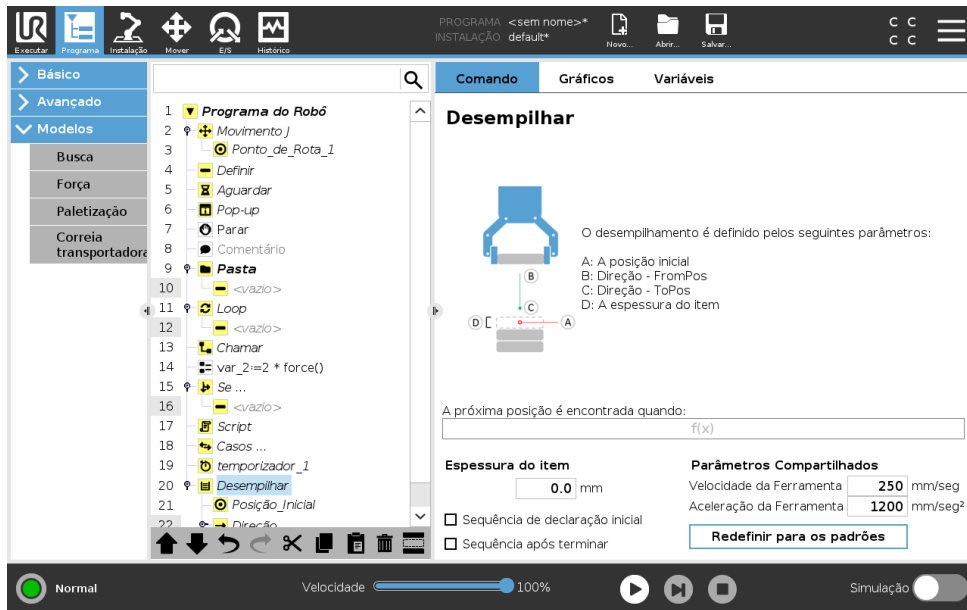 Executar Programa Instalação Mover E/S Histórico
PROGRAMA <sem nome>*
INSTALAÇÃO default*
Novo... Abrir... Salvar...
C C
C C
Básico
Avançado
Modelos
Busca
Força
Paletização
Correia
transportadora
1 Programa do Robô
2 Movimento J
3 Ponto_de_Rota_1
4 Definir
5 Aguardar
6 Pop-up
7 Parar
8 Comentário
9 Pasta
10 <vazio>
11 Loop
12 <vazio>
13 Chamar
14 var_2:=2 * force()
15 Se ...
16 <vazio>
17 Script
18 Casos ...
19 temporizador_1
20 Desempilhar
21 Posição_Inicial
22 Direção
Comando Gráficos Variáveis
Desempilhar
B
C
D
A
O desempilhamento é definido pelos seguintes parâmetros:
A: A posição inicial
B: Direção - FromPos
C: Direção - ToPos
D: A espessura do item
A próxima posição é encontrada quando:
f(x)
Espessura do item
0.0 mm
Sequência de declaração inicial
Sequência após terminar
Parâmetros Compartilhados
Velocidade da Ferramenta 250 mm/seg
Aceleração da Ferramenta 1200 mm/seg²
Redefinir para os padrões
Normal
Velocidade 100%
Simulação